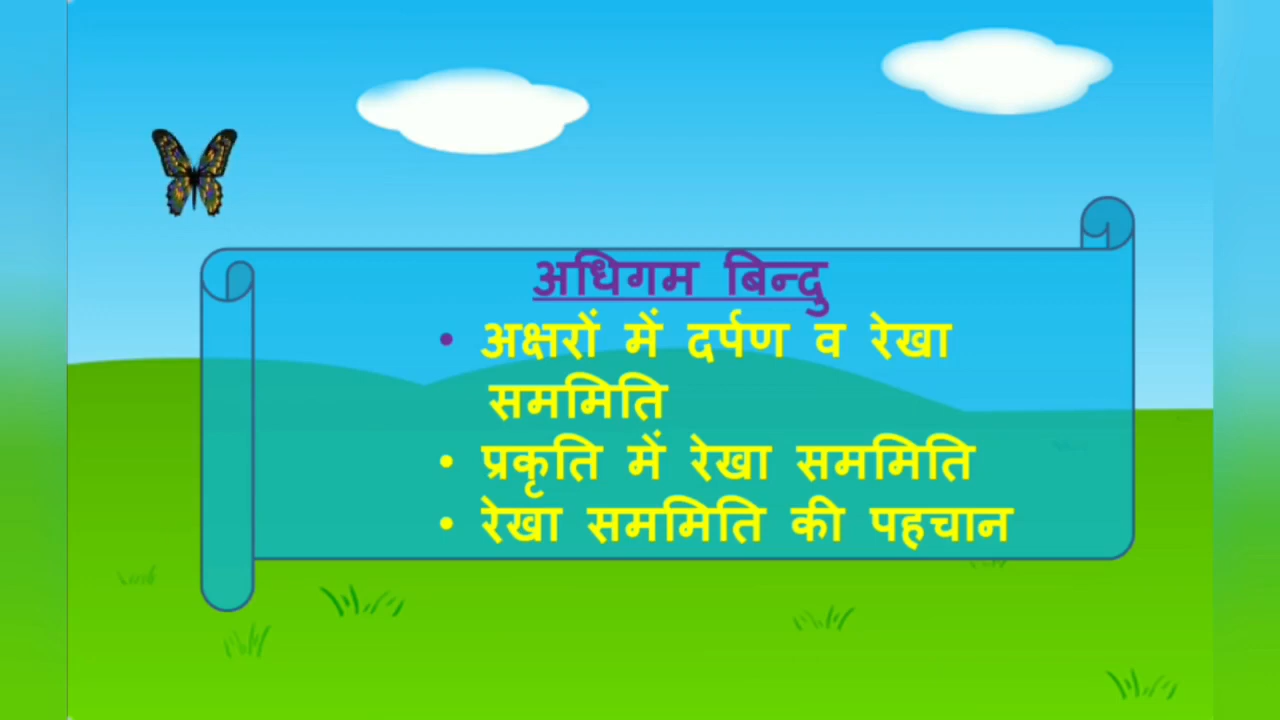 अधिगम बिन्दु
• अक्षरों में दर्पण व रेखा
सममिति
• प्रकृति में रेखा सममिति
• रेखा सममिति की पहचान